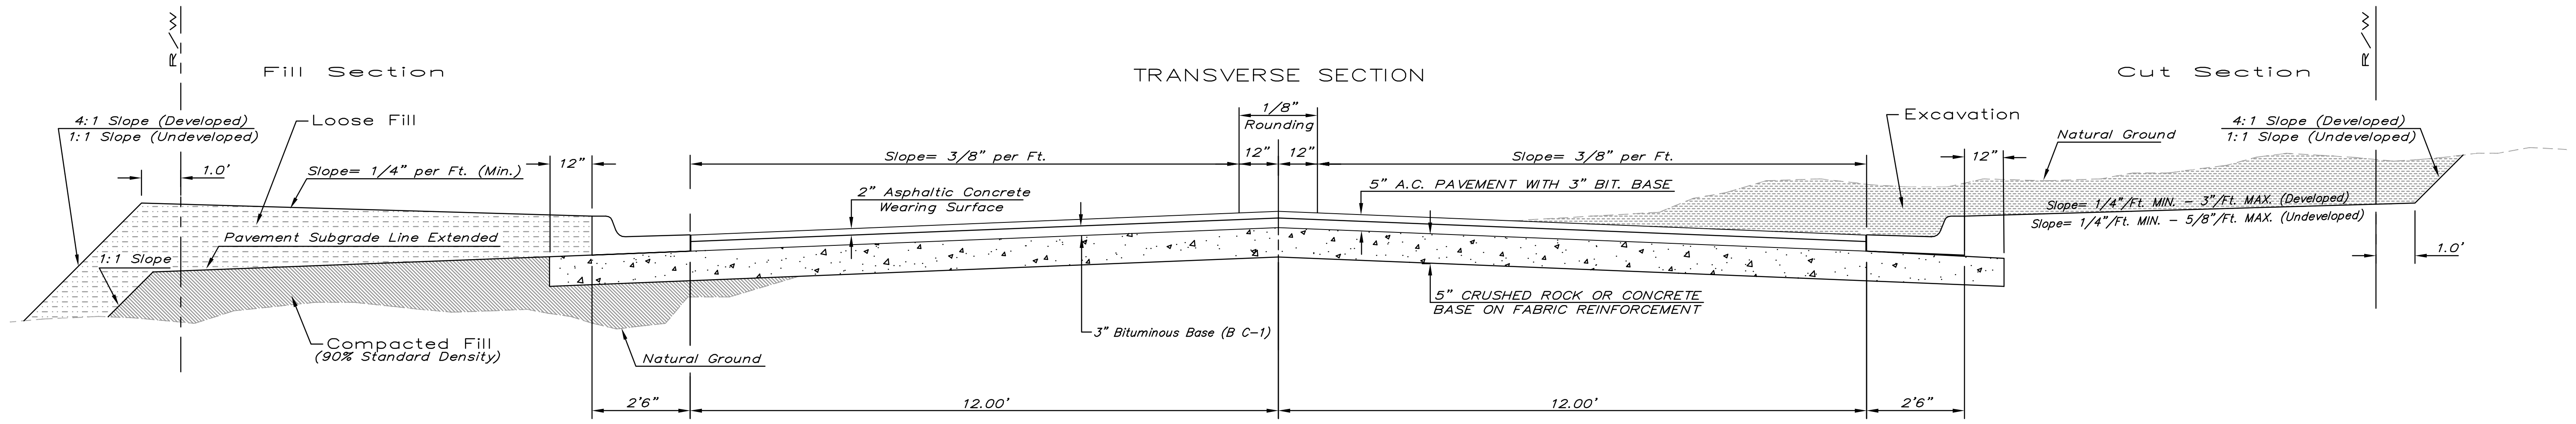 R/W
Fill Section
TRANSVERSE SECTION
Cut Section
R/W
4:1 Slope (Developed)
1:1 Slope (Undeveloped)
Loose Fill
1/8"
Rounding
Excavation
Natural Ground
4:1 Slope (Developed)
1:1 Slope (Undeveloped)
1.0'
Slope= 1/4" per Ft. (Min.)
12"
Slope= 3/8" per Ft.
12"
12"
Slope= 3/8" per Ft.
12"
2" Asphaltic Concrete
Wearing Surface
5" A.C. PAVEMENT WITH 3" BIT. BASE
Slope= 1/4"/Ft. MIN. - 3"/Ft. MAX. (Developed)
Slope= 1/4"/Ft. MIN. - 5/8"/Ft. MAX. (Undeveloped)
Pavement Subgrade Line Extended
1:1 Slope
1.0'
5" CRUSHED ROCK OR CONCRETE
BASE ON FABRIC REINFORCEMENT
3" Bituminous Base (B C-1)
Compacted Fill
(90% Standard Density)
Natural Ground
2'6"
12.00'
12.00'
2'6"